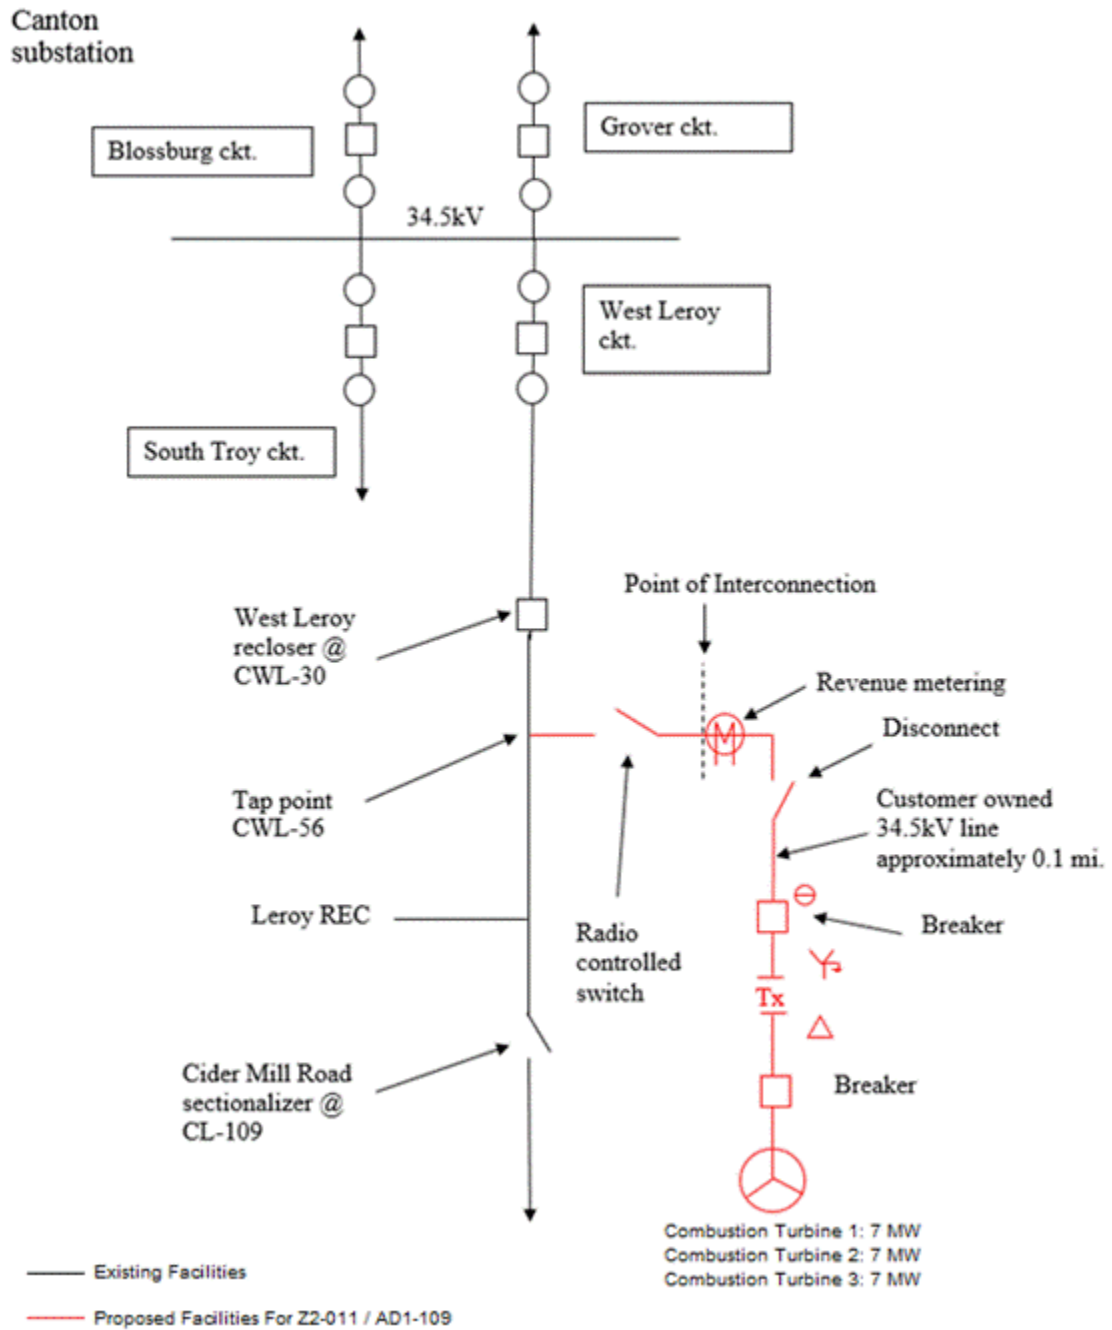 Canton
substation
Grover ckt.
Blossburg ckt.
34.5kV
West Leroy
ckt.
South Troy ckt.
Point of Interconnection
West Leroy
recloser @
CWL-30
Revenue metering
M
Disconnect
Tap point
CWL-56
Customer owned
34.5kV line
approximately 0.1 mi.
Leroy REC
Radio
controlled
switch
Breaker
Tx
Cider Mill Road
sectionalizer @
CL-109
Breaker
Combustion Turbine 1: 7 MW
Combustion Turbine 2: 7 MW
Combustion Turbine 3: 7 MW
Existing Facilities
Proposed Facilities For Z2-011 / AD1-109